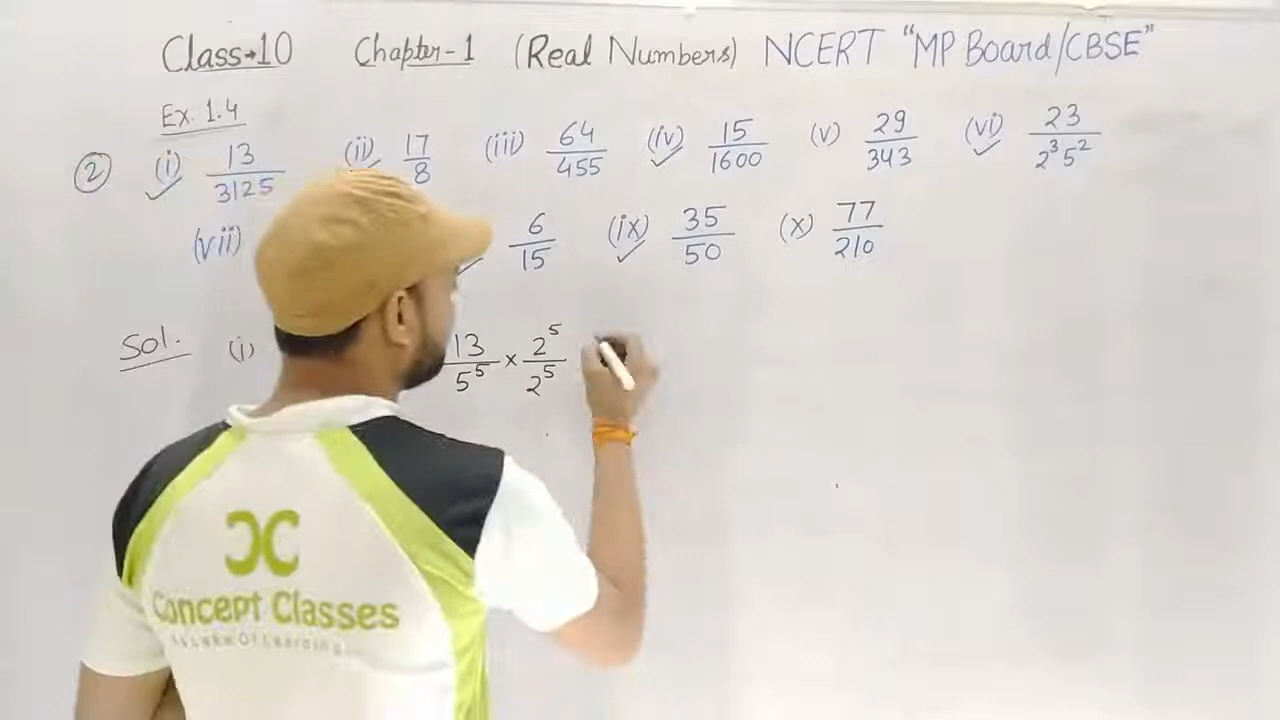 Class→10 Chapter-1 (Real Numbers) NCERT "MP Board/CBSE"
Ex. 1.4
② (i) 13/3125 (ii) 17/8 (iii) 64/455 (iv) 15/1600 (v) 29/343 (vi) 23/2³5²
(vii) 6/15 (ix) 35/50 (x) 77/210
Sol. (i) 13/5⁵ × 2⁵/2⁵
Concept Classes